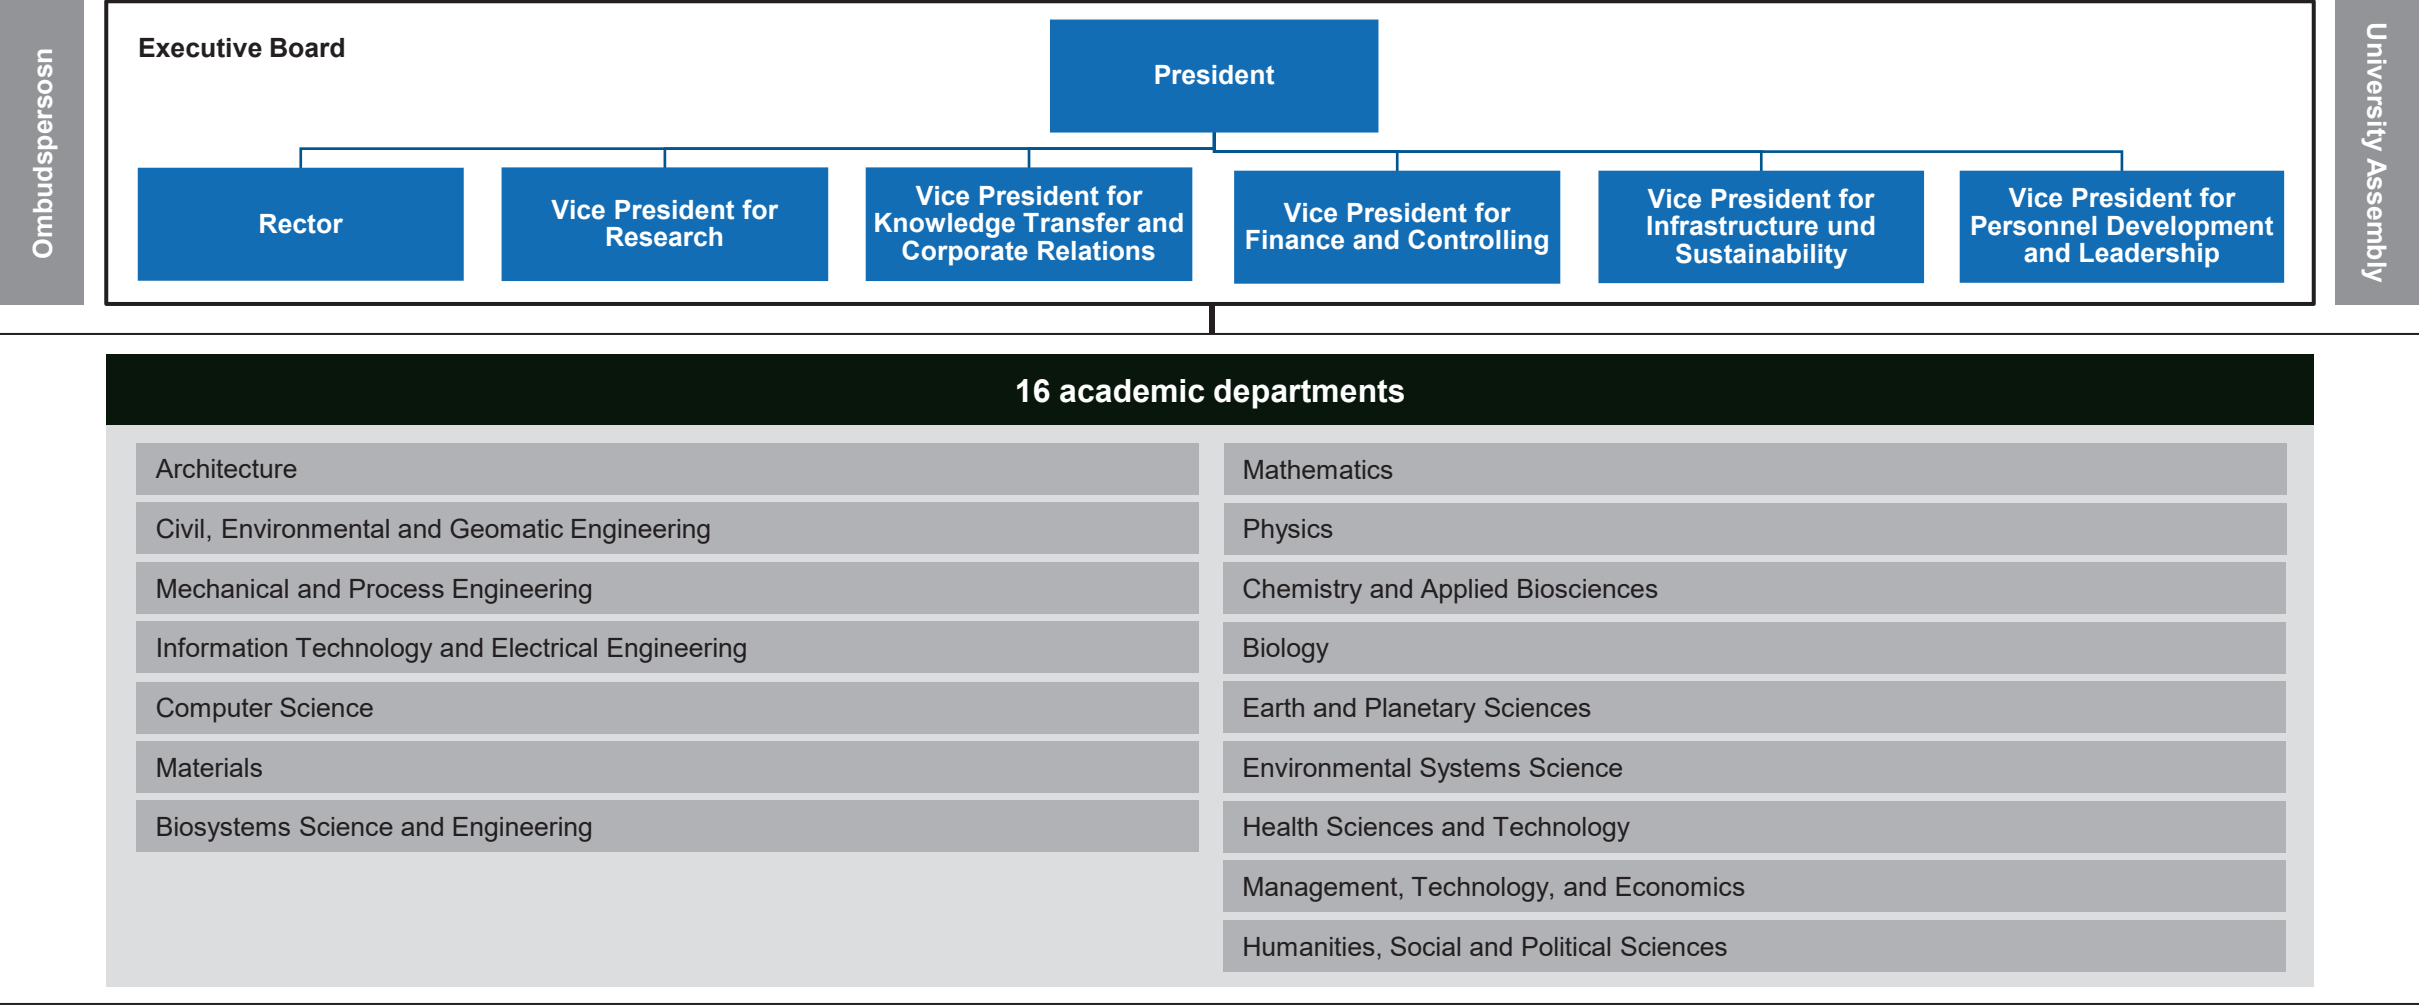 Ombudspersosn
Executive Board
President
Rector
Vice President for
Research
Vice President for
Knowledge Transfer and
Corporate Relations
Vice President for
Finance and Controlling
Vice President for
Infrastructure und
Sustainability
Vice President for
Personnel Development
and Leadership
University Assembly
16 academic departments
Architecture
Civil, Environmental and Geomatic Engineering
Mechanical and Process Engineering
Information Technology and Electrical Engineering
Computer Science
Materials
Biosystems Science and Engineering
Mathematics
Physics
Chemistry and Applied Biosciences
Biology
Earth and Planetary Sciences
Environmental Systems Science
Health Sciences and Technology
Management, Technology, and Economics
Humanities, Social and Political Sciences